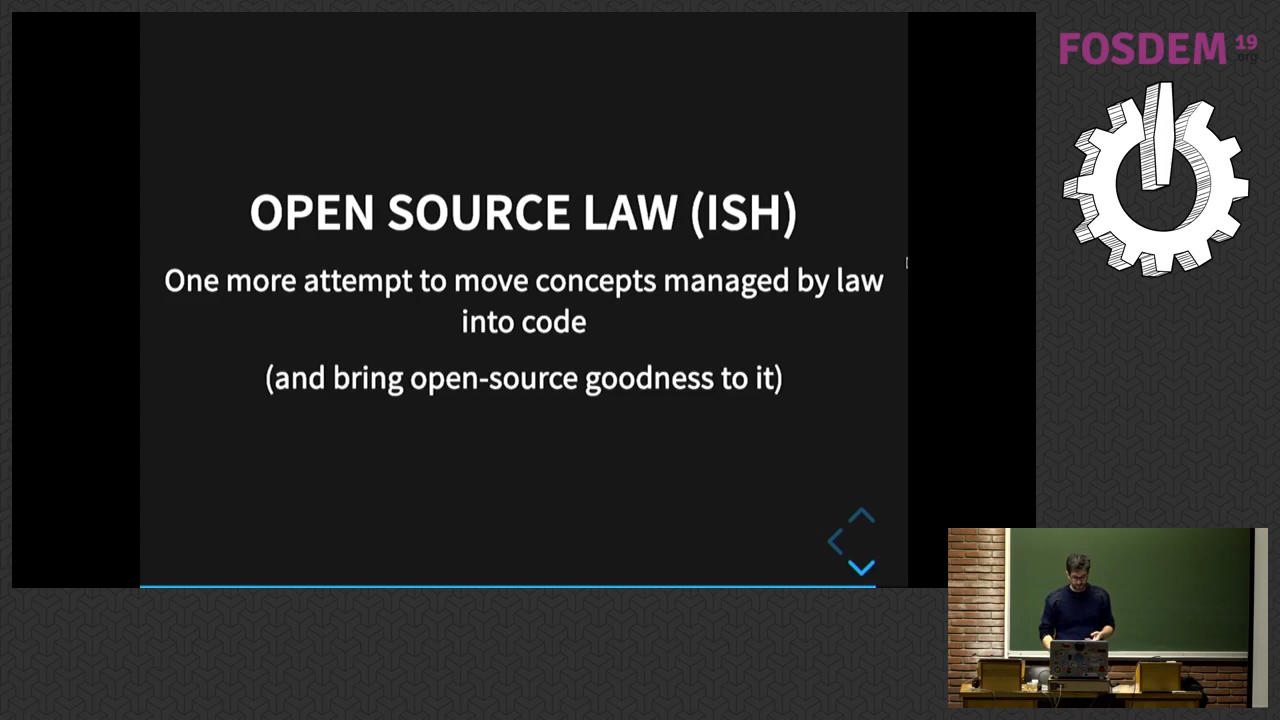 FOSDEM 19
.org
OPEN SOURCE LAW (ISH)
One more attempt to move concepts managed by law
into code
(and bring open-source goodness to it)